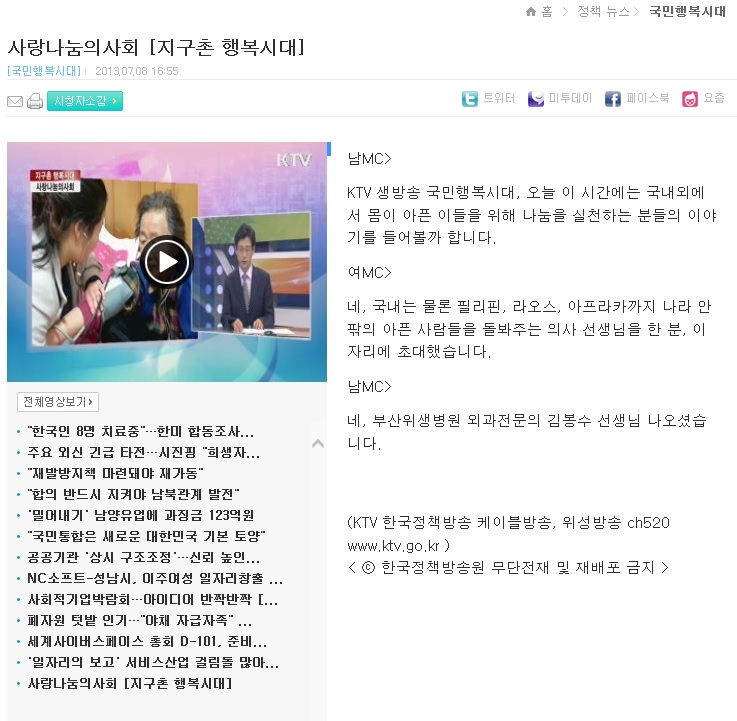 홈 > 정책 뉴스 > 국민행복시대
사랑나눔의사회 [지구촌 행복시대]
[국민행복시대] | 2013.07.08 16:55
시청자소감 >
트위터 미투데이 페이스북 요즘
KTV
지구촌 행복시대
사랑나눔의사회
전체영상보기 >
· "한국인 8명 치료중"…한미 합동조사...
· 주요 외신 긴급 타전…시진핑 "희생자...
· "재발방지책 마련돼야 재가동"
· "합의 반드시 지켜야 남북관계 발전"
· '밀어내기' 남양유업에 과징금 123억원
· "국민통합은 새로운 대한민국 기본 토양"
· 공공기관 '상시 구조조정'…신뢰 높인...
· NC소프트-성남시, 이주여성 일자리창출 ...
· 사회적기업박람회…아이디어 반짝반짝 [...
· 폐자원 텃밭 인기…"야채 자급자족" ...
· 세계사이버스페이스 총회 D-101, 준비...
· '일자리의 보고' 서비스산업 걸림돌 많아...
· 사랑나눔의사회 [지구촌 행복시대]
남MC>
KTV 생방송 국민행복시대, 오늘 이 시간에는 국내외에
서 몸이 아픈 이들을 위해 나눔을 실천하는 분들의 이야
기를 들어볼까 합니다.
여MC>
네, 국내는 물론 필리핀, 라오스, 아프라카까지 나라 안
팎의 아픈 사람들을 돌봐주는 의사 선생님을 한 분, 이
자리에 초대했습니다.
남MC>
네, 부산위생병원 외과전문의 김봉수 선생님 나오셨습
니다.
(KTV 한국정책방송 케이블방송, 위성방송 ch520
www.ktv.go.kr )
< ⓒ 한국정책방송원 무단전재 및 재배포 금지 >